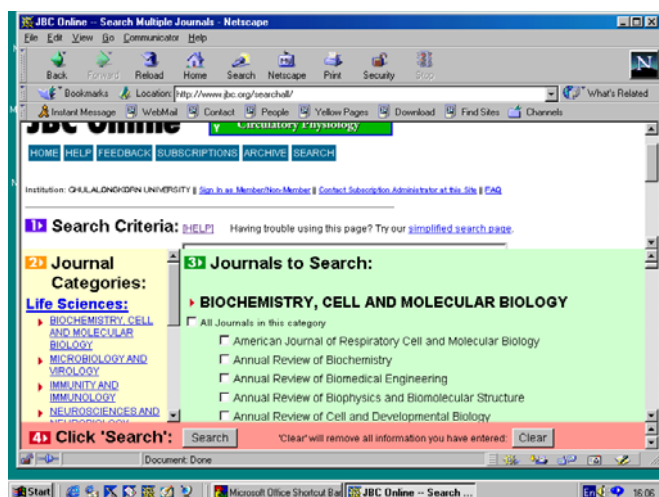 JBC Online -- Search Multiple Journals - Netscape
File Edit View Go Communicator Help
Back Forward Reload Home Search Netscape Print Security Stop
Bookmarks Location: http://www.jbc.org/searchall/ What's Related
Instant Message WebMail Contact People Yellow Pages Download Find Sites Channels
JBC Online
Circulatory Physiology
HOME HELP FEEDBACK SUBSCRIPTIONS ARCHIVE SEARCH
Institution: CHULALONGKORN UNIVERSITY || Sign In as Member/Non-Member || Contact Subscription Administrator at this Site || FAQ
1 Search Criteria: [HELP] Having trouble using this page? Try our simplified search page.
2 Journal Categories:
Life Sciences:
BIOCHEMISTRY, CELL
AND MOLECULAR
BIOLOGY
MICROBIOLOGY AND
VIROLOGY
IMMUNITY AND
IMMUNOLOGY
NEUROSCIENCES AND
NEUROBIOLOGY
3 Journals to Search:
BIOCHEMISTRY, CELL AND MOLECULAR BIOLOGY
All Journals in this category
American Journal of Respiratory Cell and Molecular Biology
Annual Review of Biochemistry
Annual Review of Biomedical Engineering
Annual Review of Biophysics and Biomolecular Structure
Annual Review of Cell and Developmental Biology
4 Click 'Search': Search 'Clear' will remove all information you have entered: Clear
Document: Done
Start Microsoft Office Shortcut Bar JBC Online -- Search ... En 16:06